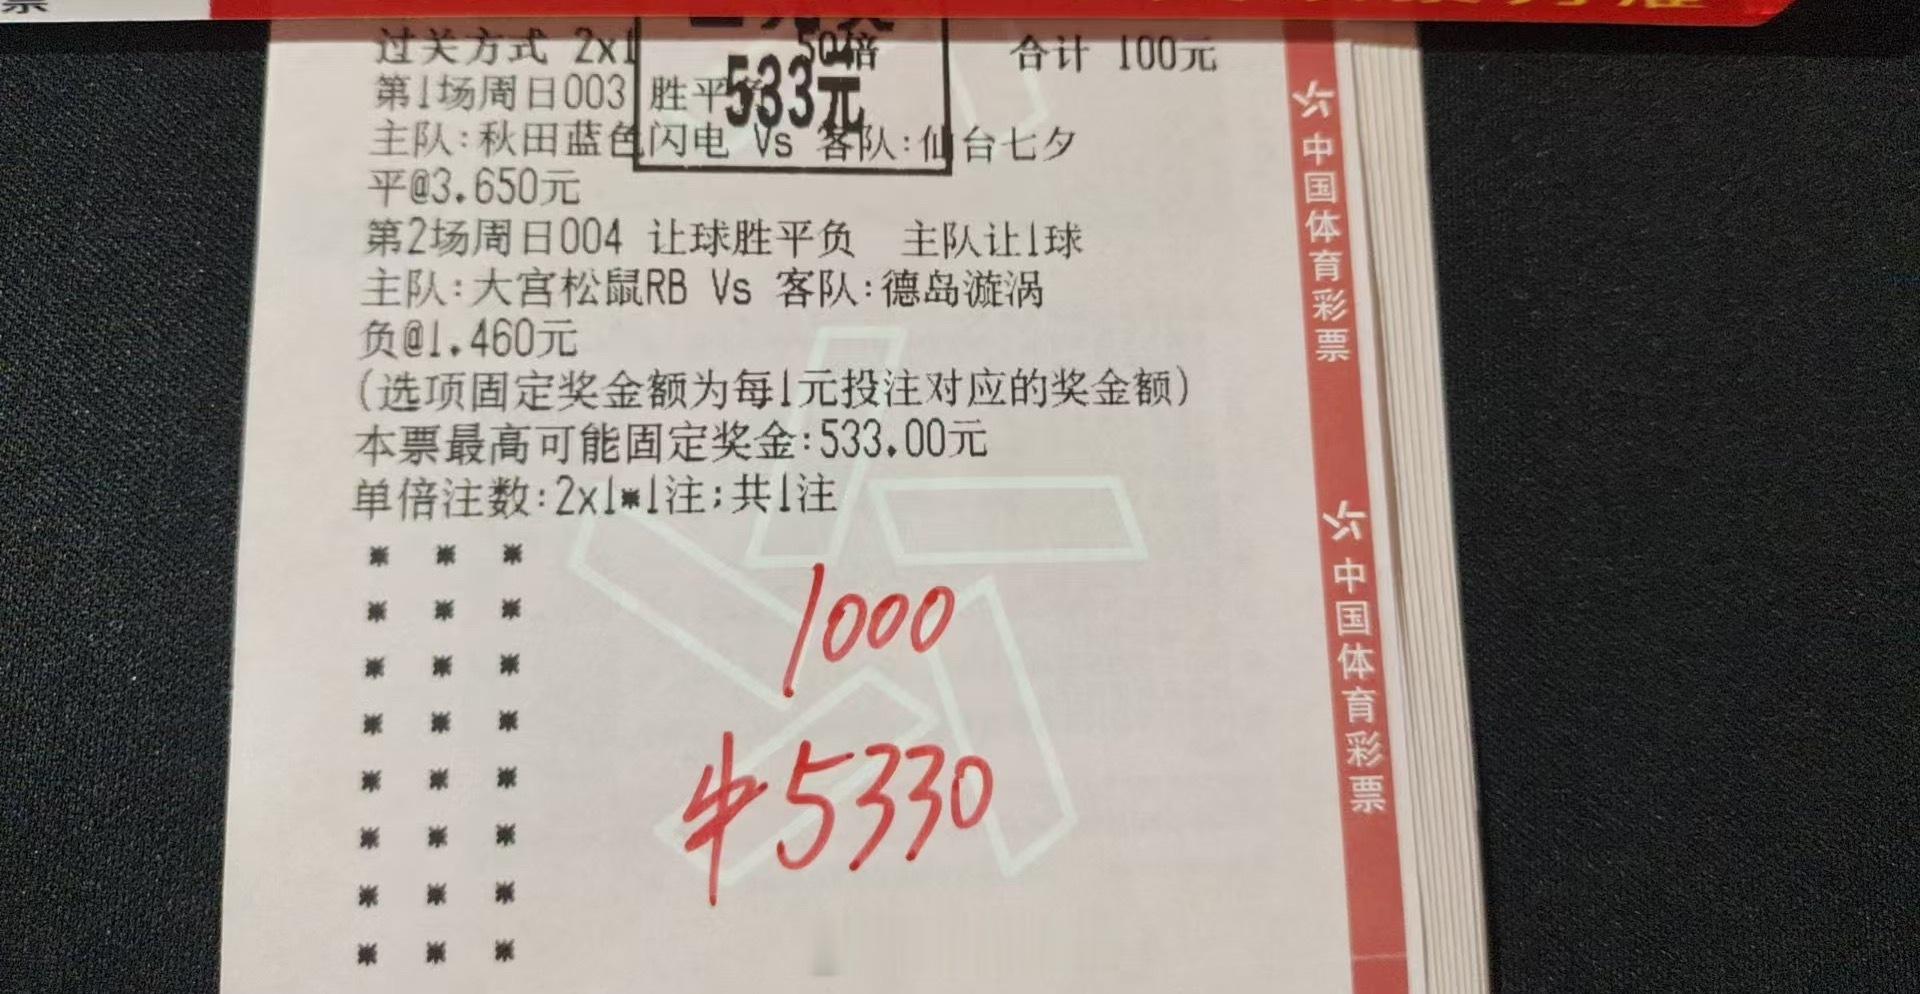 票
过关方式 2x1 50倍 合计 100元
533元
第1场周日003 胜平负
主队:秋田蓝色闪电 Vs 客队:仙台七夕
平@3.650元
第2场周日004 让球胜平负 主队让1球
主队:大宫松鼠RB Vs 客队:德岛漩涡
负@1.460元
(选项固定奖金额为每1元投注对应的奖金额)
本票最高可能固定奖金:533.00元
单倍注数:2x1*1注;共1注
1000
中5330
中国体育彩票
中国体育彩票